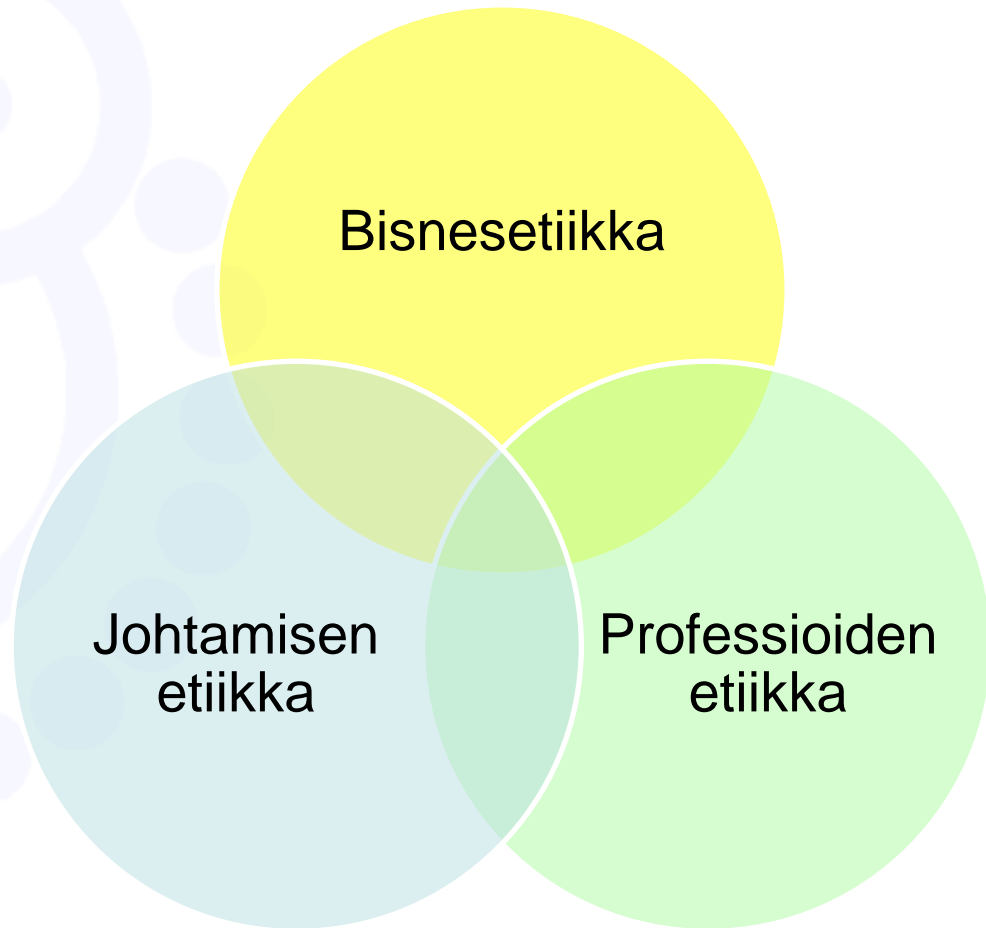 Bisnesetiikka
Johtamisen
etiikka
Professioiden
etiikka